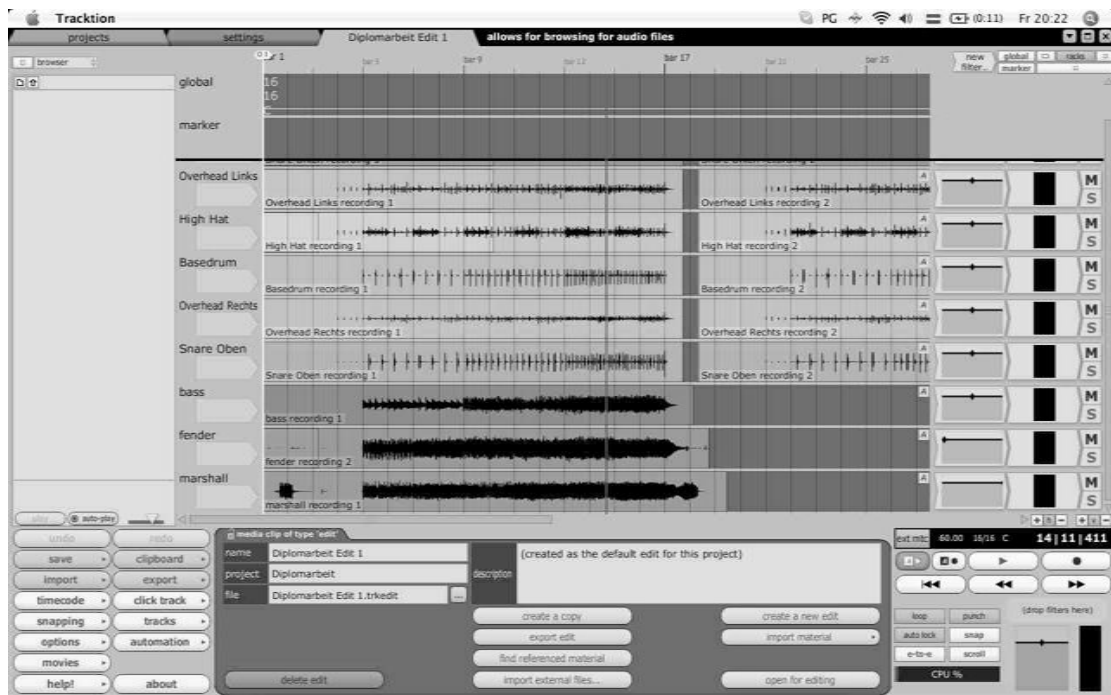 Tracktion PG (0:11) Fr 20:22
projects settings Diplomarbeit Edit 1 allows for browsing for audio files
browser bar 1 bar 5 bar 9 bar 17 bar 25 new filter... global racks marker
global 16 16 C
marker
Overhead Links Overhead Links recording 1 Overhead Links recording 2 A M S
High Hat High Hat recording 1 High Hat recording 2 A M S
Basedrum Basedrum recording 1 Basedrum recording 2 A M S
Overhead Rechts Overhead Rechts recording 1 Overhead Rechts recording 2 A M S
Snare Oben Snare Oben recording 1 Snare Oben recording 2 A M S
bass bass recording 1 A M S
fender fender recording 2 A M S
marshall marshall recording 1 A M S
play auto-play
undo redo media clip of type 'edit' ext mtc 60.00 16/16 C 14|11|411
save clipboard name Diplomarbeit Edit 1 description (created as the default edit for this project)
import export project Diplomarbeit
timecode click track file Diplomarbeit Edit 1.trkedit ...
snapping tracks create a copy create a new edit loop punch (drop filters here)
options automation export edit import material auto lock snap
movies find referenced material e-to-e scroll
help! about delete edit import external files... open for editing CPU %